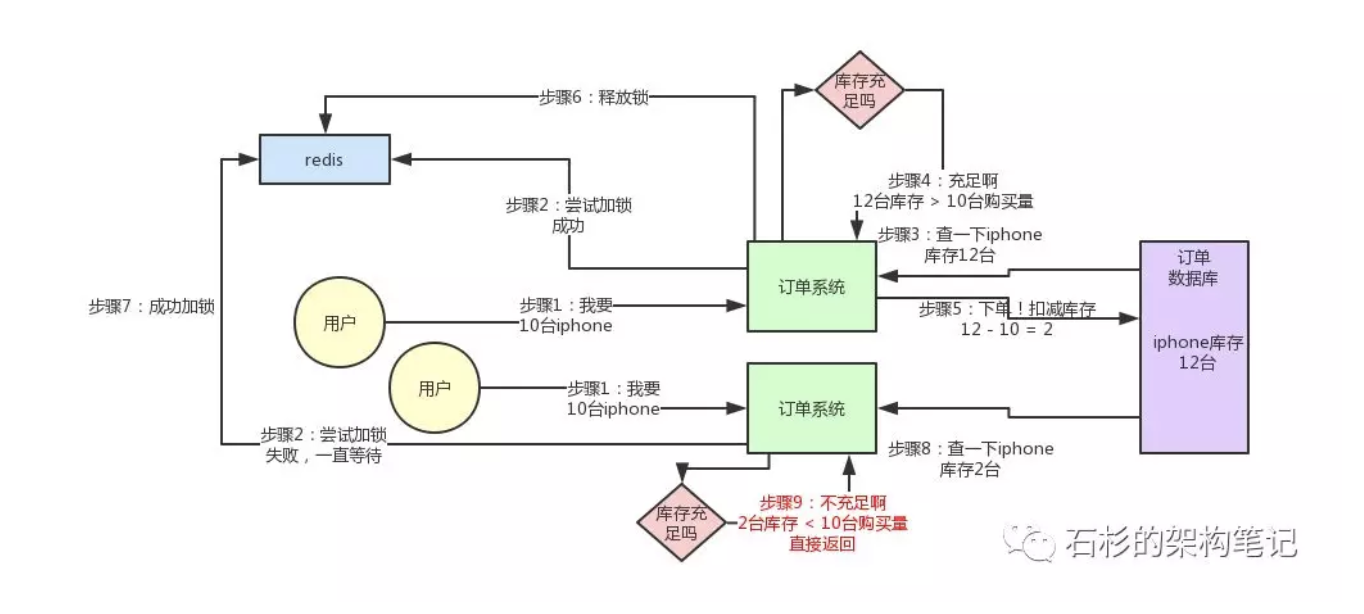 库存充
足吗
步骤6：释放锁
redis
步骤4：充足啊
12台库存 > 10台购买量
步骤2：尝试加锁
成功
步骤3：查一下iphone
库存12台
订单
数据库
订单系统
步骤7：成功加锁
用户
步骤1：我要
10台iphone
步骤5：下单！扣减库存
12 - 10 = 2
iphone库存
12台
用户
步骤1：我要
10台iphone
订单系统
步骤2：尝试加锁
失败，一直等待
步骤8：查一下iphone
库存2台
库存充
足吗
步骤9：不充足啊
2台库存 < 10台购买量
直接返回
石杉的架构笔记